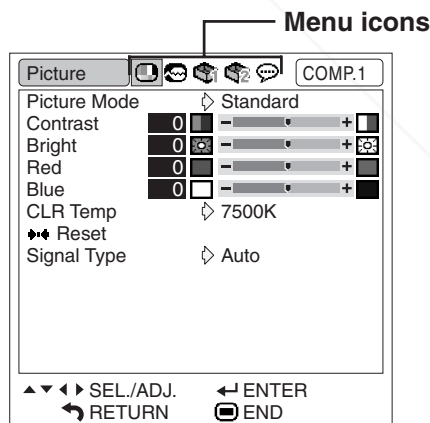 Menu icons
Picture COMP.1
Picture Mode Standard
Contrast 0 - +
Bright 0 - +
Red 0 - +
Blue 0 - +
CLR Temp 7500K
Reset
Signal Type Auto
SEL./ADJ. ENTER
RETURN END